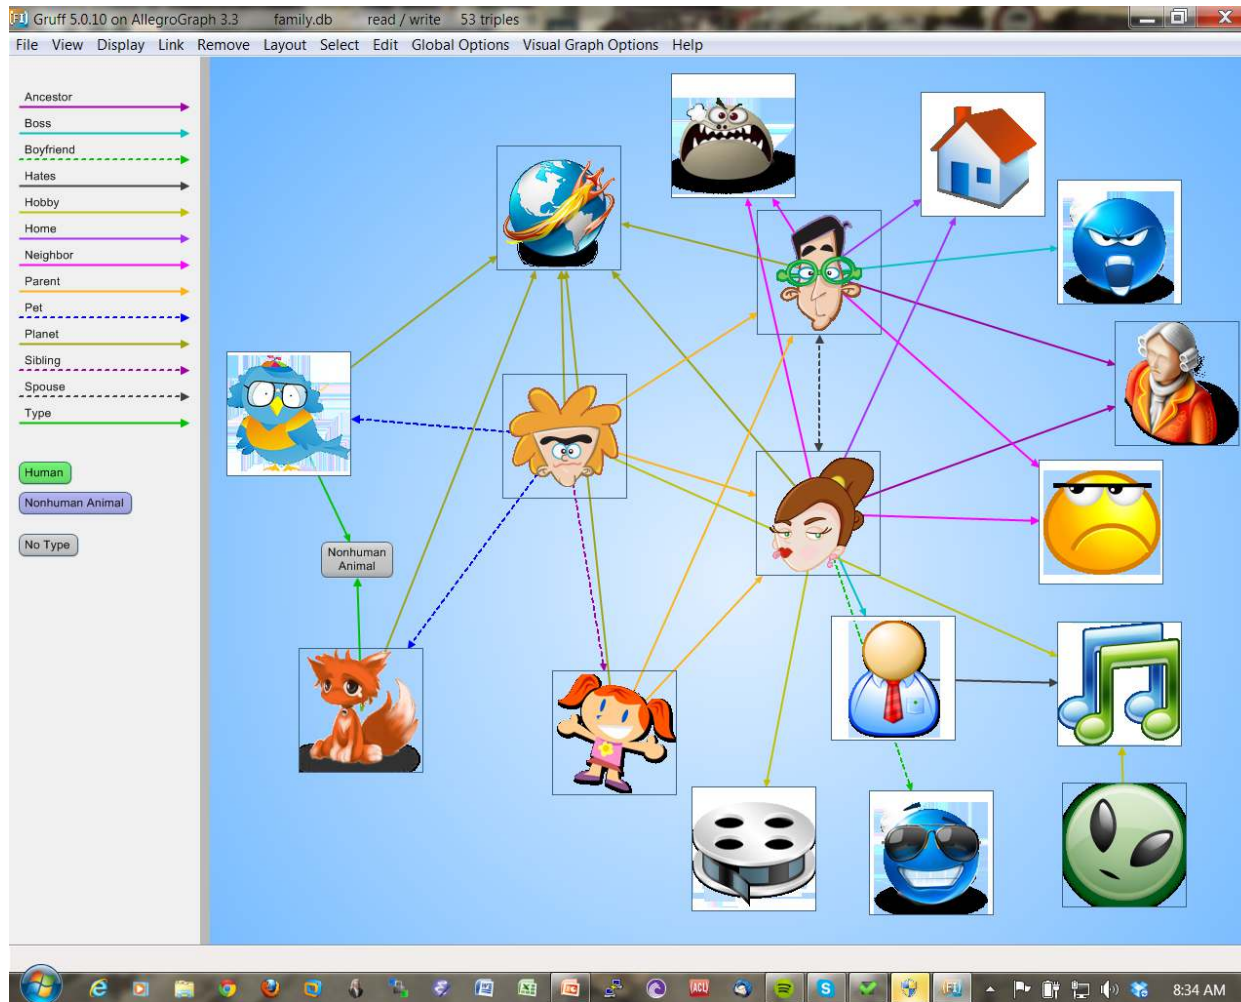 Gruff 5.0.10 on AllegroGraph 3.3 family.db read / write 53 triples
File View Display Link Remove Layout Select Edit Global Options Visual Graph Options Help
Ancestor
Boss
Boyfriend
Hates
Hobby
Home
Neighbor
Parent
Pet
Planet
Sibling
Spouse
Type
Human
Nonhuman Animal
No Type
Nonhuman
Animal
8:34 AM